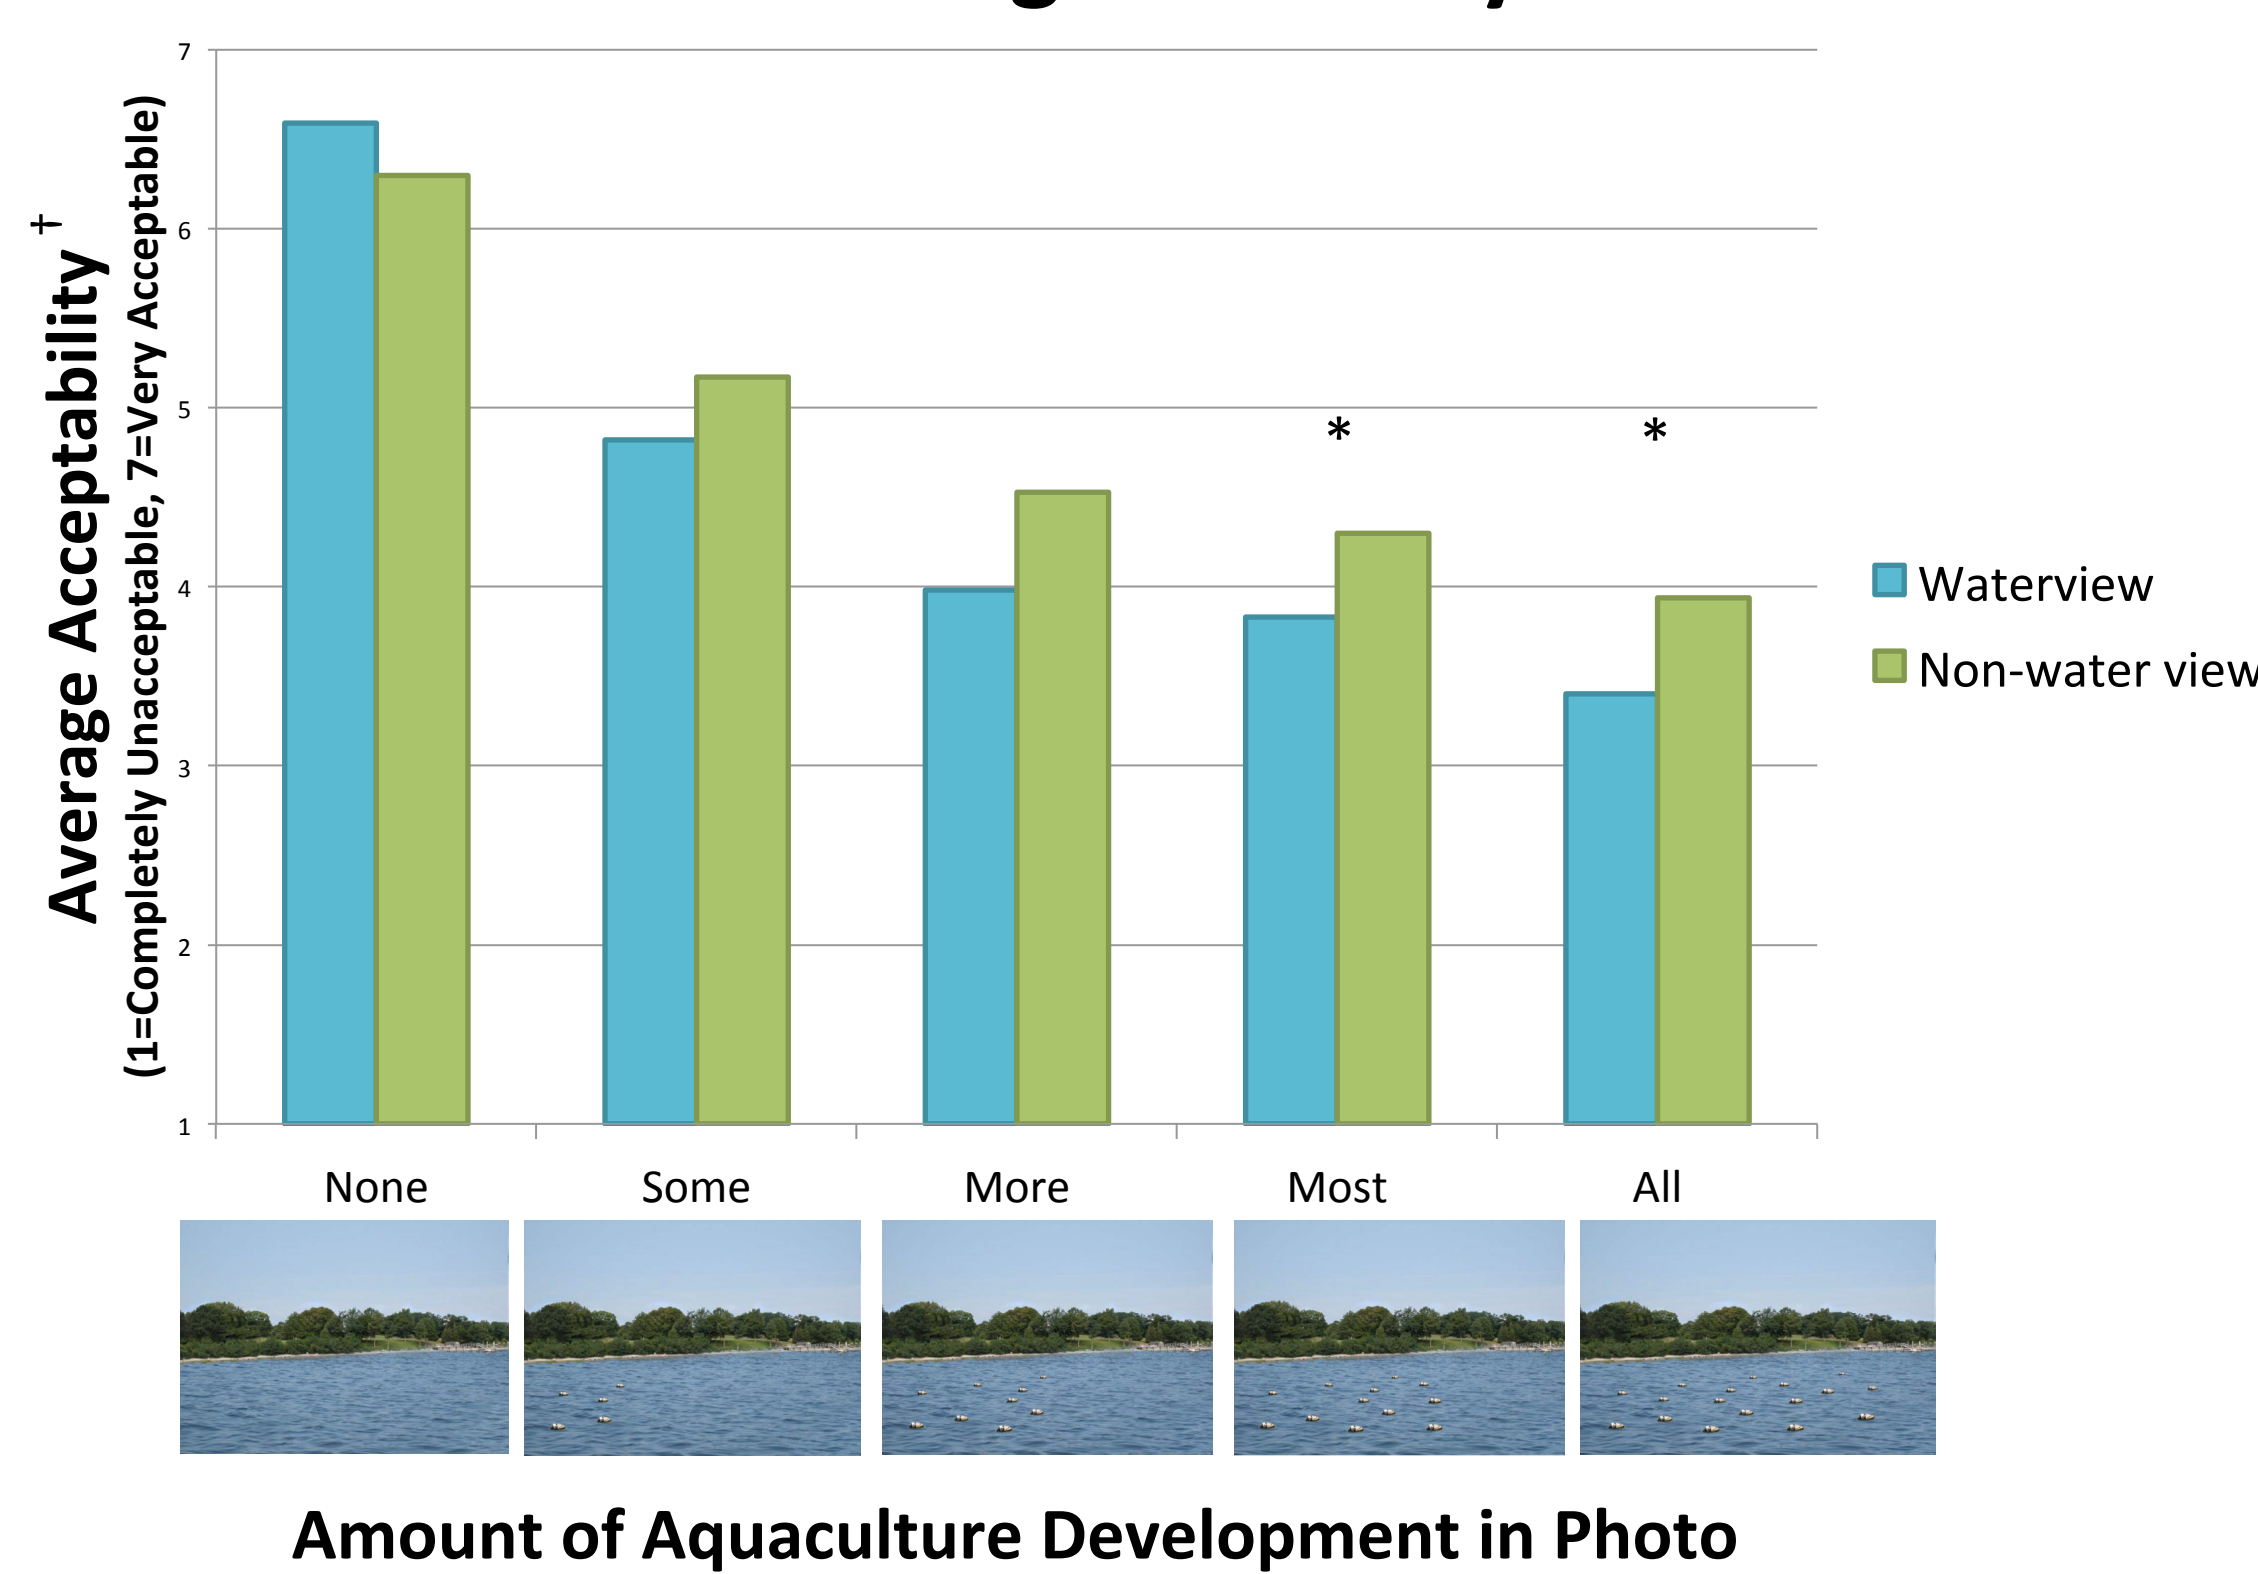 7
6
5
4
3
2
1
Average Acceptability †
(1=Completely Unacceptable, 7=Very Acceptable)
*
*
Waterview
Non-water view
None
Some
More
Most
All
Amount of Aquaculture Development in Photo